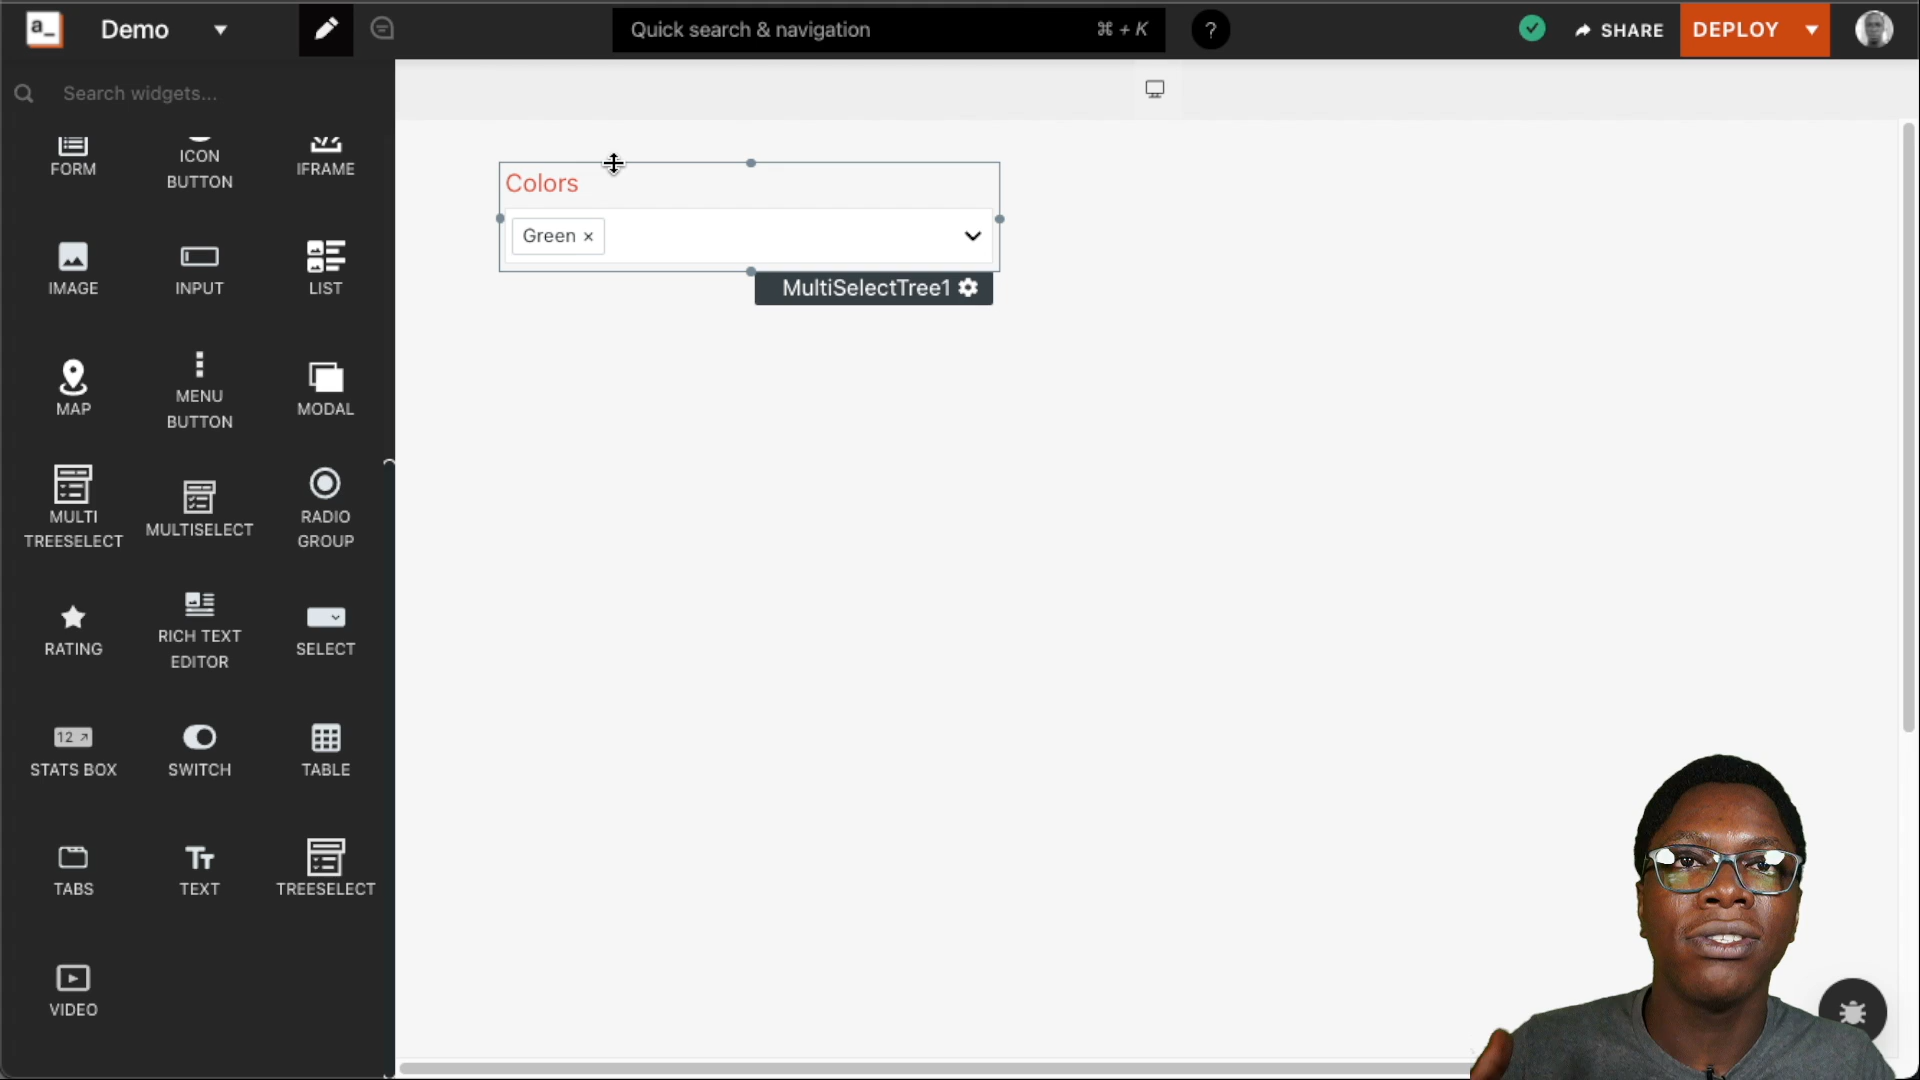 a_
Demo
Quick search & navigation
⌘ + K
?
SHARE
DEPLOY
Search widgets...
FORM
ICON
BUTTON
IFRAME
IMAGE
INPUT
LIST
MAP
MENU
BUTTON
MODAL
MULTI
TREESELECT
MULTISELECT
RADIO
GROUP
RATING
RICH TEXT
EDITOR
SELECT
12
STATS BOX
SWITCH
TABLE
TABS
TT
TEXT
TREESELECT
VIDEO
Colors
Green ×
MultiSelectTree1